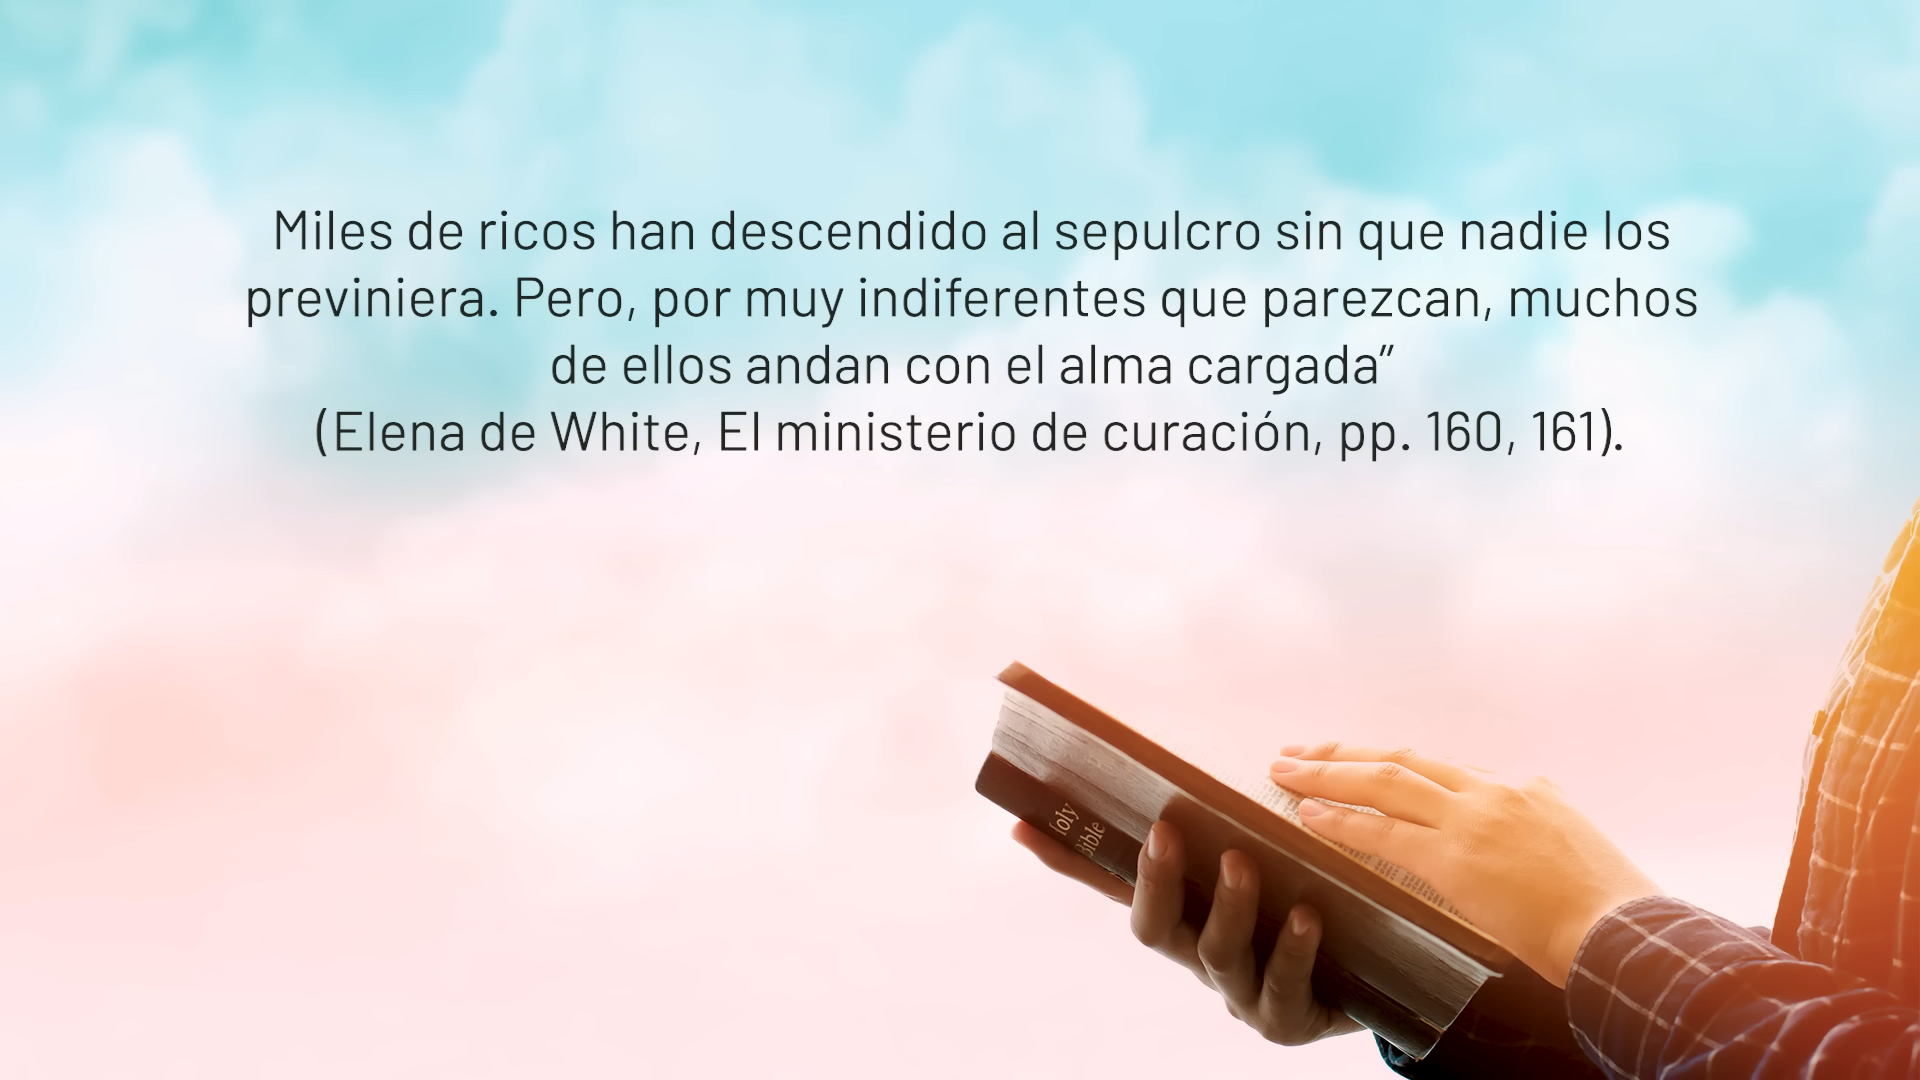 Miles de ricos han descendido al sepulcro sin que nadie los
previniera. Pero, por muy indiferentes que parezcan, muchos
de ellos andan con el alma cargada”
(Elena de White, El ministerio de curación, pp. 160, 161).
Holy
Bible